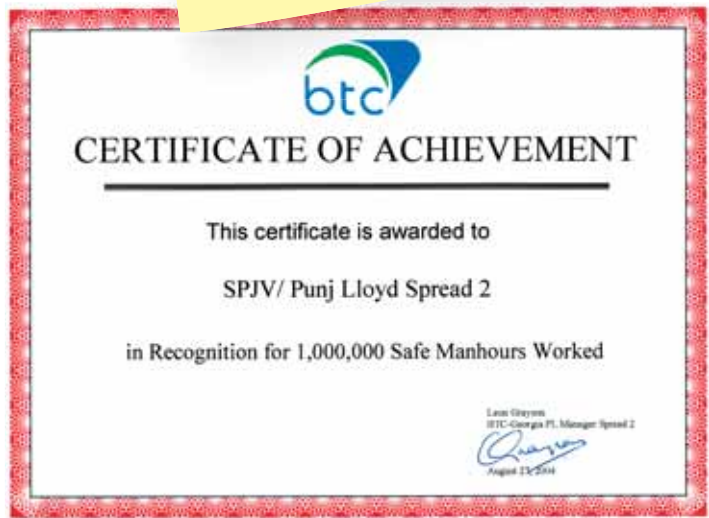 btc
CERTIFICATE OF ACHIEVEMENT
This certificate is awarded to
SPJV/ Punj Lloyd Spread 2
in Recognition for 1,000,000 Safe Manhours Worked
Grayson
BTC-Georgia PL Manager Spread 2
August 2004